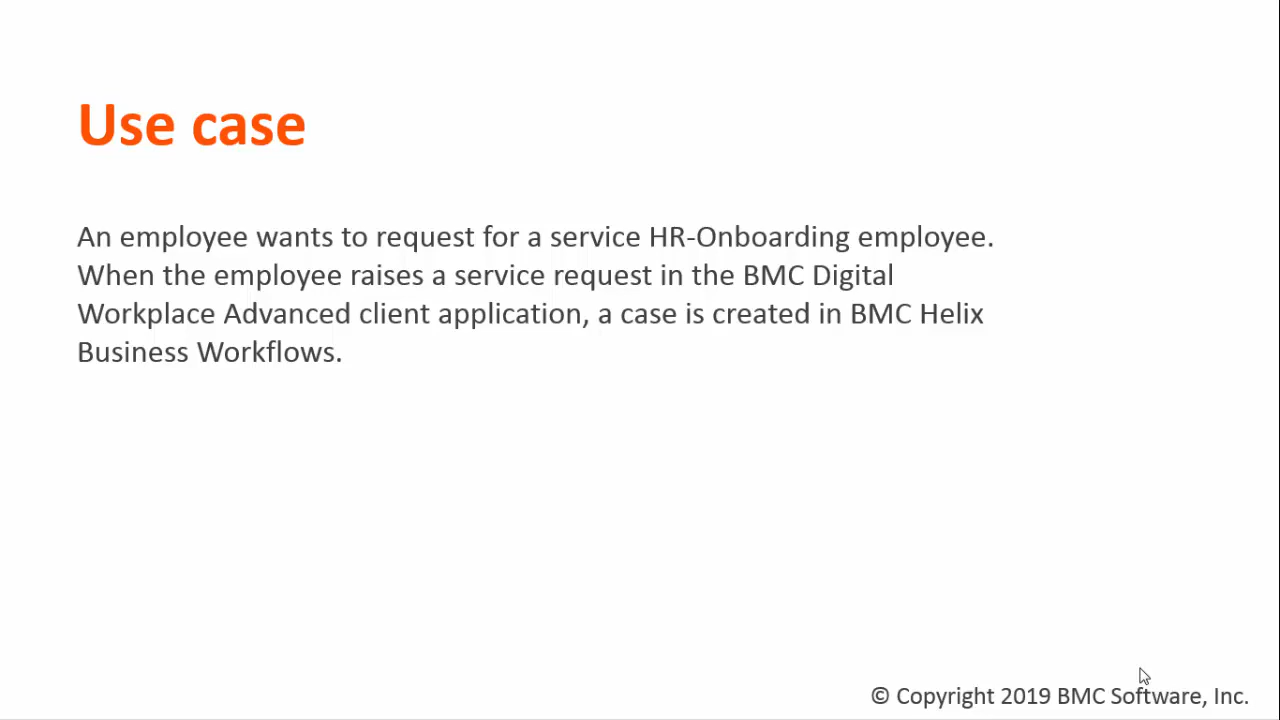 Use case
An employee wants to request for a service HR-Onboarding employee.
When the employee raises a service request in the BMC Digital
Workplace Advanced client application, a case is created in BMC Helix
Business Workflows.
© Copyright 2019 BMC Software, Inc.